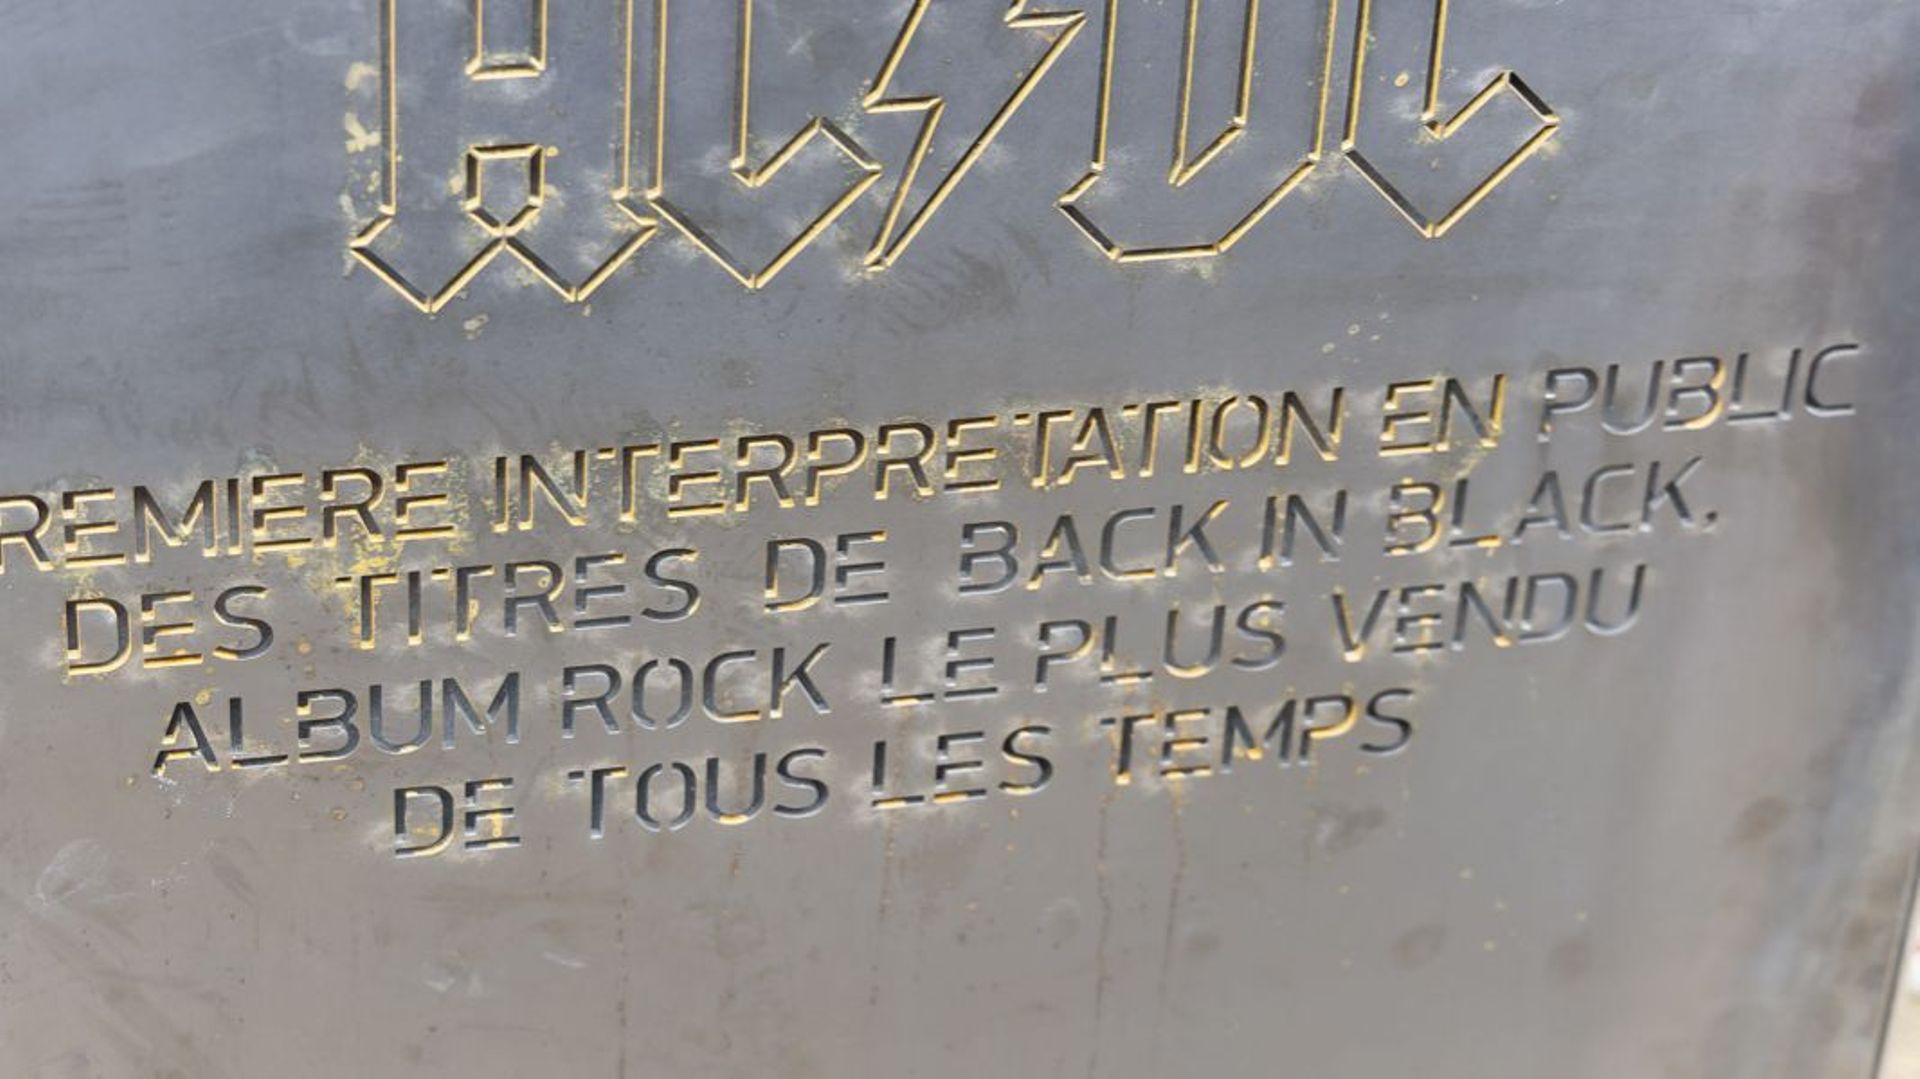 AC/DC
REMIERE INTERPRETATION EN PUBLIC
DES TITRES DE BACK IN BLACK.
ALBUM ROCK LE PLUS VENDU
DE TOUS LES TEMPS